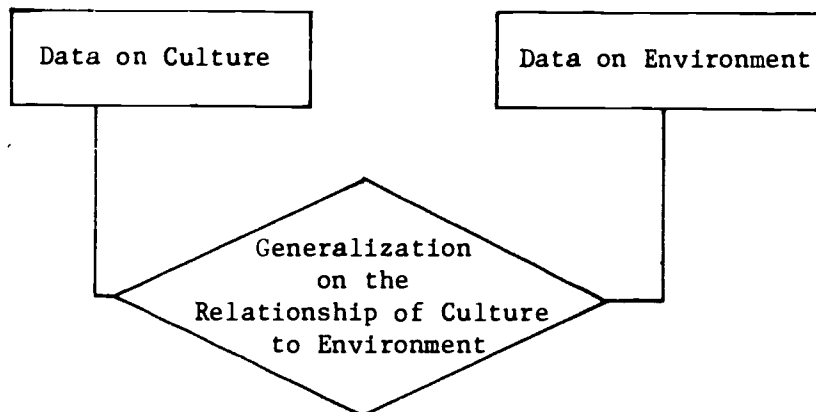 Data on Culture
Data on Environment
Generalization
on the
Relationship of Culture
to Environment